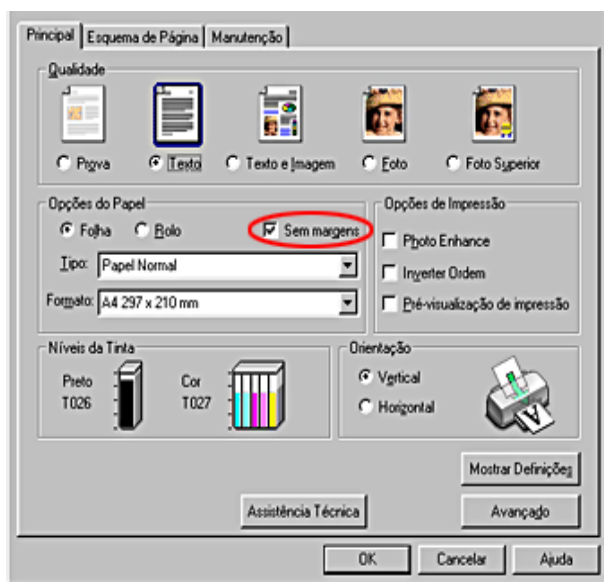 Principal Esquema de Página Manutenção
Qualidade
Prova Texto Texto e Imagem Foto Foto Superior
Opções do Papel
Folha Rolo Sem margens
Tipo: Papel Normal
Formato: A4 297 x 210 mm
Opções de Impressão
Photo Enhance
Inverter Ordem
Pré-visualização de impressão
Níveis da Tinta
Preto
T026
Cor
T027
Orientação
Vertical
Horizontal
Mostrar Definições
Assistência Técnica Avançado
OK Cancelar Ajuda